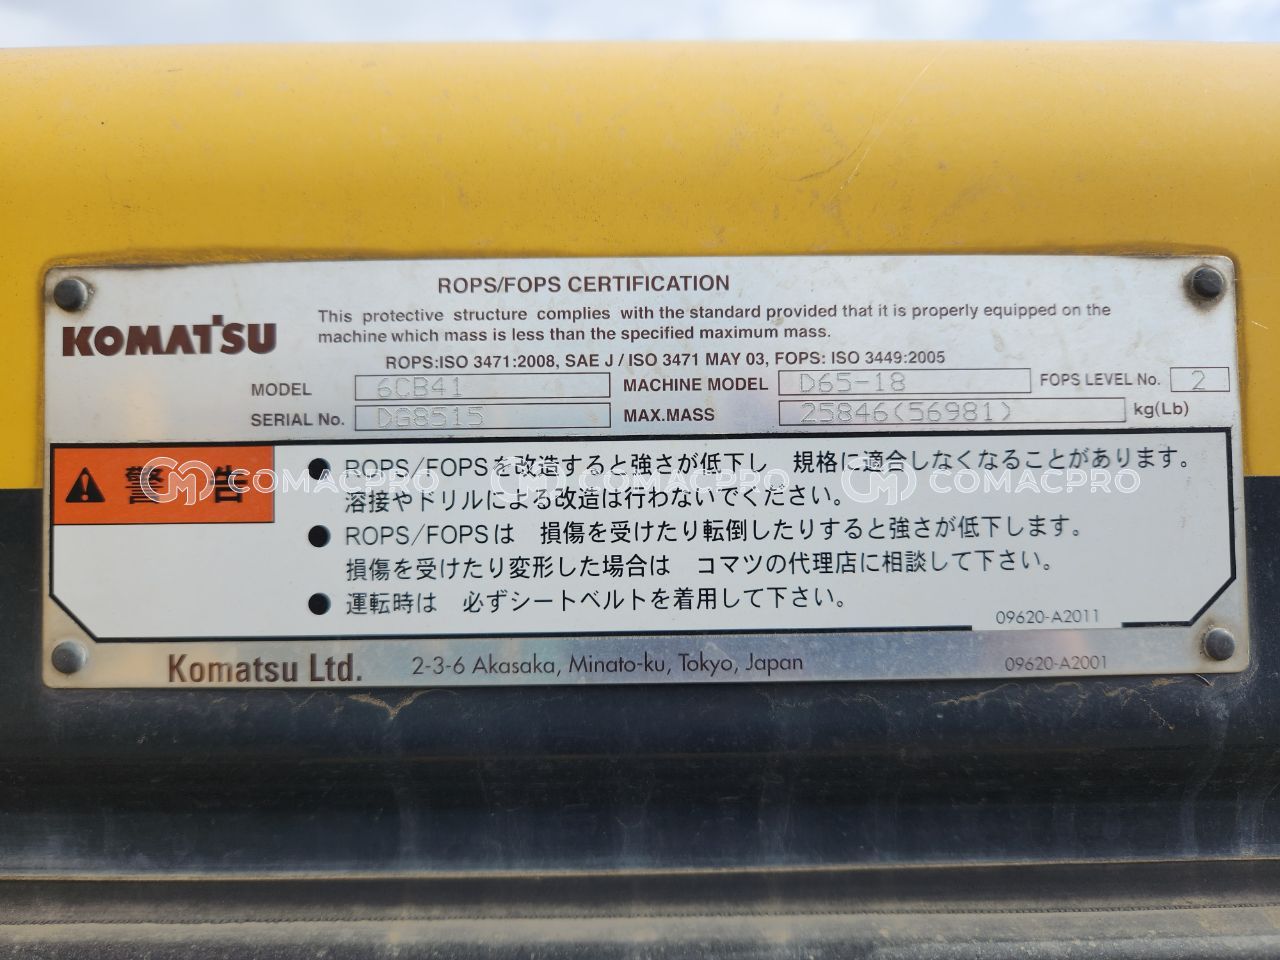 ROPS/FOPS CERTIFICATION
KOMATSU
This protective structure complies with the standard provided that it is properly equipped on the
machine which mass is less than the specified maximum mass.
ROPS:ISO 3471:2008, SAE J / ISO 3471 MAY 03, FOPS: ISO 3449:2005
MODEL 6CB41 MACHINE MODEL D65-18 FOPS LEVEL No. 2
SERIAL No. DG8515 MAX.MASS 25846(56981) kg(Lb)
警告
● ROPS/FOPSを改造すると強さが低下し 規格に適合しなくなることがあります。
溶接やドリルによる改造は行わないでください。
● ROPS/FOPSは 損傷を受けたり転倒したりすると強さが低下します。
損傷を受けたり変形した場合は コマツの代理店に相談して下さい。
● 運転時は 必ずシートベルトを着用して下さい。
09620-A2011
Komatsu Ltd. 2-3-6 Akasaka, Minato-ku, Tokyo, Japan 09620-A2001
COMACPRO COMACPRO COMACPRO